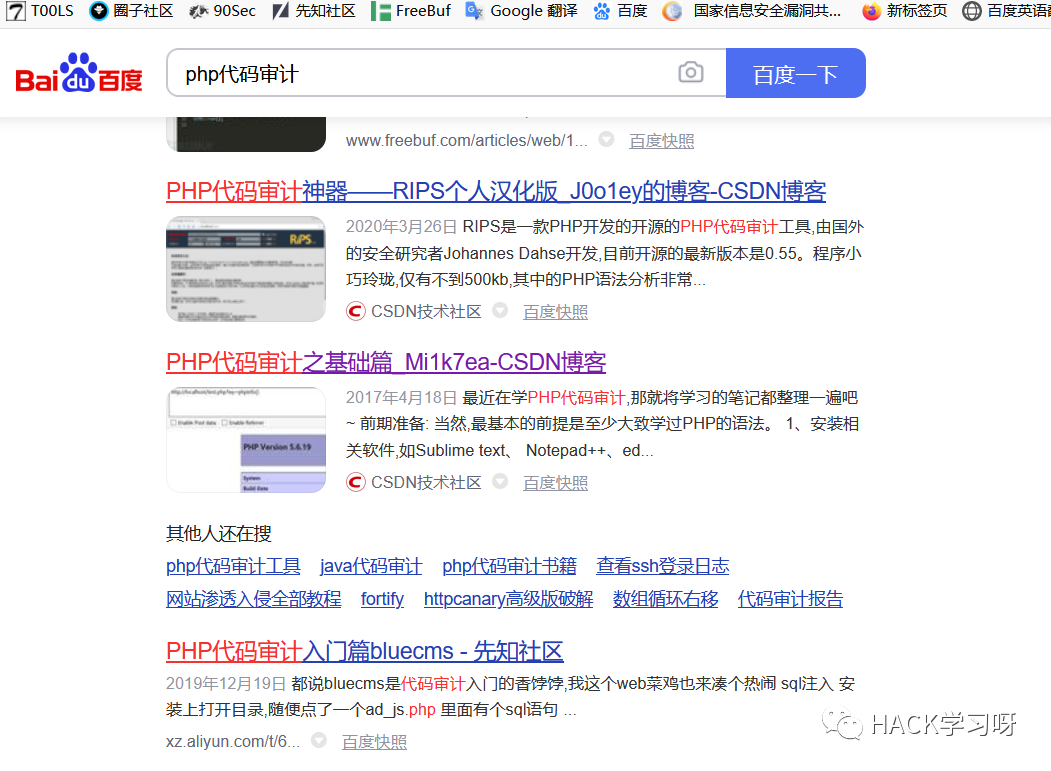 T00LS 圈子社区 90Sec 先知社区 FreeBuf Google 翻译 百度 国家信息安全漏洞共... 新标签页 百度英语
Bai du 百度 php代码审计 百度一下
www.freebuf.com/articles/web/1... 百度快照
PHP代码审计神器——RIPS个人汉化版_J0o1ey的博客-CSDN博客
RIPS
2020年3月26日 RIPS是一款PHP开发的开源的PHP代码审计工具,由国外
的安全研究者Johannes Dahse开发,目前开源的最新版本是0.55。程序小
巧玲珑,仅有不到500kb,其中的PHP语法分析非常...
CSDN技术社区 百度快照
PHP代码审计之基础篇_Mi1k7ea-CSDN博客
Enable Post data Enable Referrer
PHP Version 5.6.19
System
Build Date
2017年4月18日 最近在学PHP代码审计,那就将学习的笔记都整理一遍吧
~ 前期准备: 当然,最基本的前提是至少大致学过PHP的语法。 1、安装相
关软件,如Sublime text、 Notepad++、ed...
CSDN技术社区 百度快照
其他人还在搜
php代码审计工具 java代码审计 php代码审计书籍 查看ssh登录日志
网站渗透入侵全部教程 fortify httpcanary高级版破解 数组循环右移 代码审计报告
PHP代码审计入门篇bluecms - 先知社区
2019年12月19日 都说bluecms是代码审计入门的香饽饽,我这个web菜鸡也来凑个热闹 sql注入 安
装上打开目录,随便点了一个ad_js.php 里面有个sql语句 ...
xz.aliyun.com/t/6... 百度快照
HACK学习呀